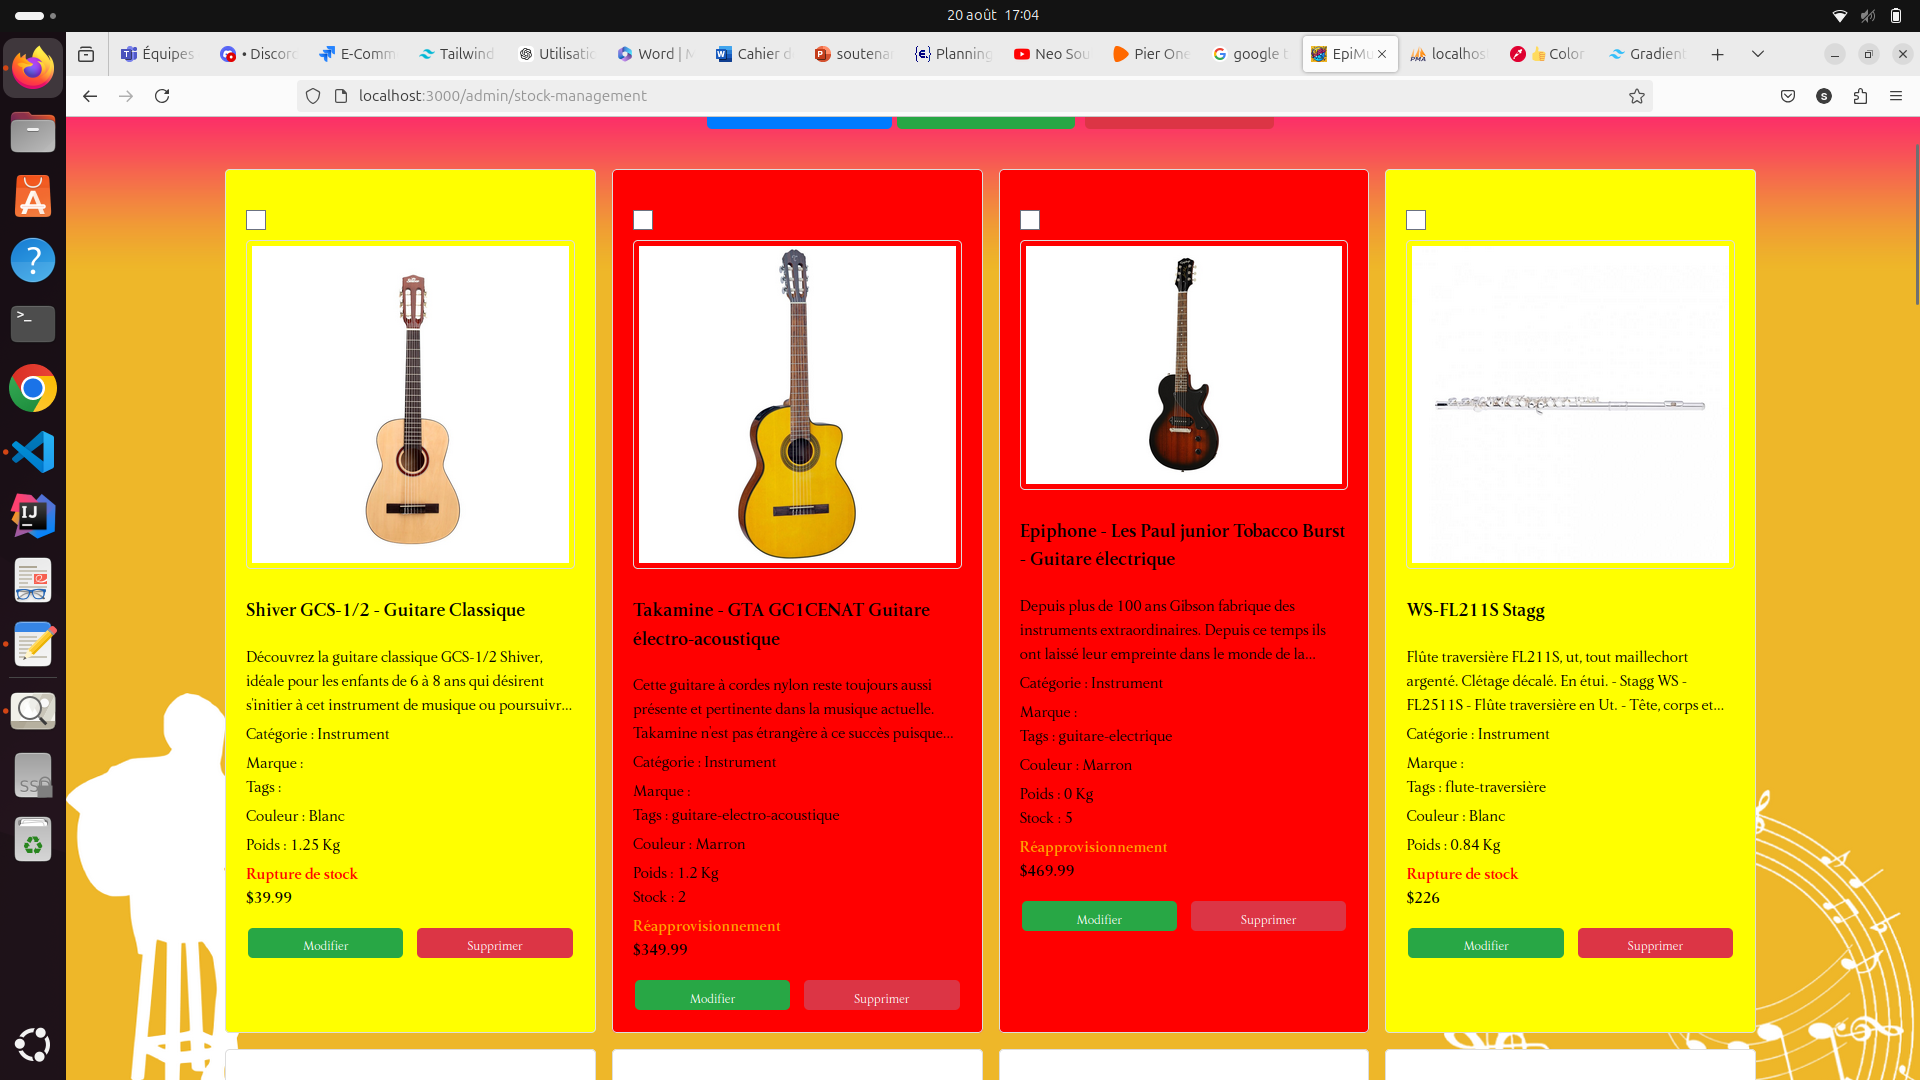 20 août 17:04
Équipes
• Discord
E-Comm
Tailwind
Utilisatio
Word | M
Cahier d
soutenan
Planning
Neo Sou
Pier One
google t
EpiMu
localhos
Color
Gradient
localhost:3000/admin/stock-management
Shiver GCS-1/2 - Guitare Classique
Découvrez la guitare classique GCS-1/2 Shiver,
idéale pour les enfants de 6 à 8 ans qui désirent
s'initier à cet instrument de musique ou poursuivr...
Catégorie : Instrument
Marque :
Tags :
Couleur : Blanc
Poids : 1.25 Kg
Rupture de stock
$39.99
Modifier
Supprimer
Takamine - GTA GC1CENAT Guitare
électro-acoustique
Cette guitare à cordes nylon reste toujours aussi
présente et pertinente dans la musique actuelle.
Takamine n'est pas étrangère à ce succès puisque...
Catégorie : Instrument
Marque :
Tags : guitare-electro-acoustique
Couleur : Marron
Poids : 1.2 Kg
Stock : 2
Réapprovisionnement
$349.99
Modifier
Supprimer
Epiphone - Les Paul junior Tobacco Burst
- Guitare électrique
Depuis plus de 100 ans Gibson fabrique des
instruments extraordinaires. Depuis ce temps ils
ont laissé leur empreinte dans le monde de la...
Catégorie : Instrument
Marque :
Tags : guitare-electrique
Couleur : Marron
Poids : 0 Kg
Stock : 5
Réapprovisionnement
$469.99
Modifier
Supprimer
WS-FL211S Stagg
Flûte traversière FL211S, ut, tout maillechort
argenté. Clétage décalé. En étui. - Stagg WS -
FL2511S - Flûte traversière en Ut. - Tête, corps et...
Catégorie : Instrument
Marque :
Tags : flute-traversière
Couleur : Blanc
Poids : 0.84 Kg
Rupture de stock
$226
Modifier
Supprimer